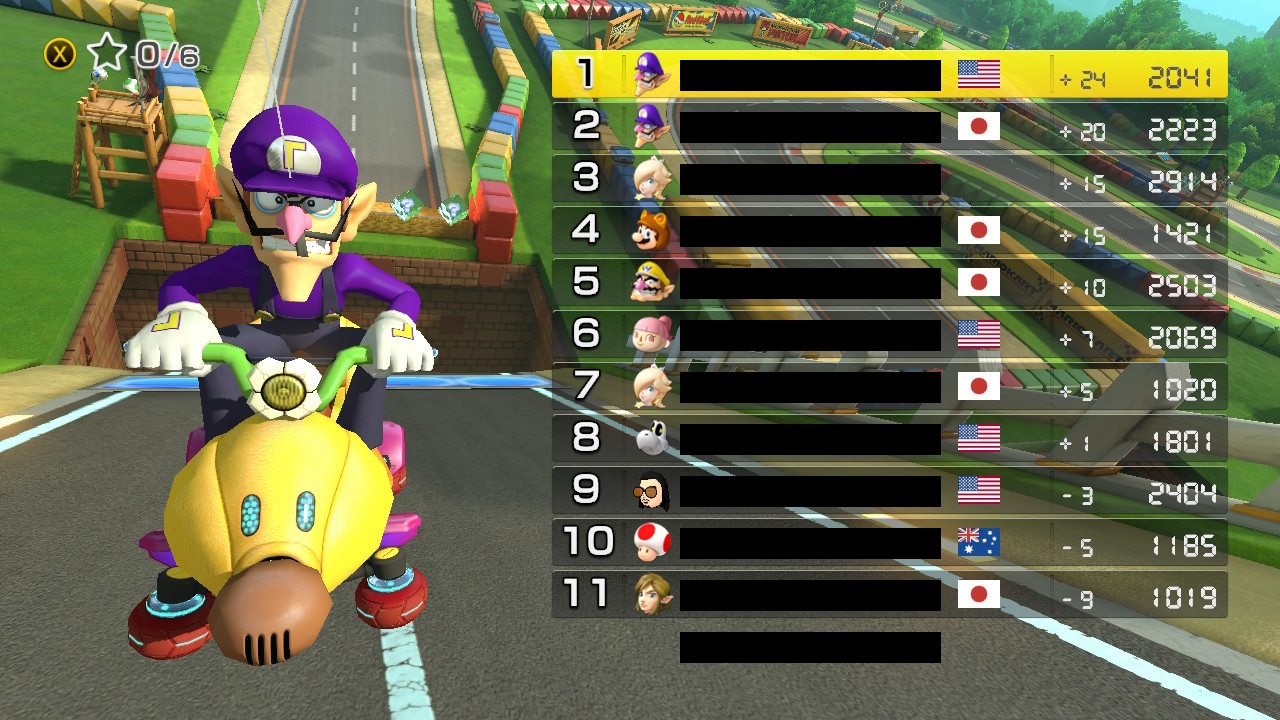 X 0/6
1 + 24 2041
2 + 20 2223
3 + 15 2914
4 + 15 1421
5 + 10 2503
6 + 7 2069
7 + 5 1020
8 + 1 1801
9 - 3 2404
10 - 5 1185
11 - 9 1019